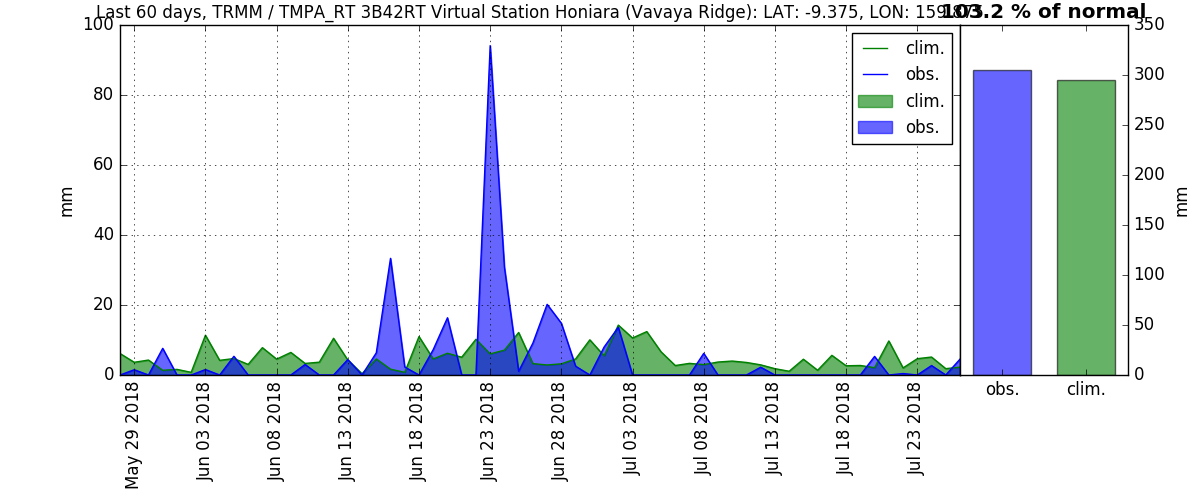 Last 60 days, TRMM / TMPA_RT 3B42RT Virtual Station Honiara (Vavaya Ridge): LAT: -9.375, LON:
103.2 % of normal
100
80
60
40
20
0
mm
clim.
obs.
clim.
obs.
350
300
250
200
150
100
50
0
mm
May 29 2018
Jun 03 2018
Jun 08 2018
Jun 13 2018
Jun 18 2018
Jun 23 2018
Jun 28 2018
Jul 03 2018
Jul 08 2018
Jul 13 2018
Jul 18 2018
Jul 23 2018
obs.
clim.